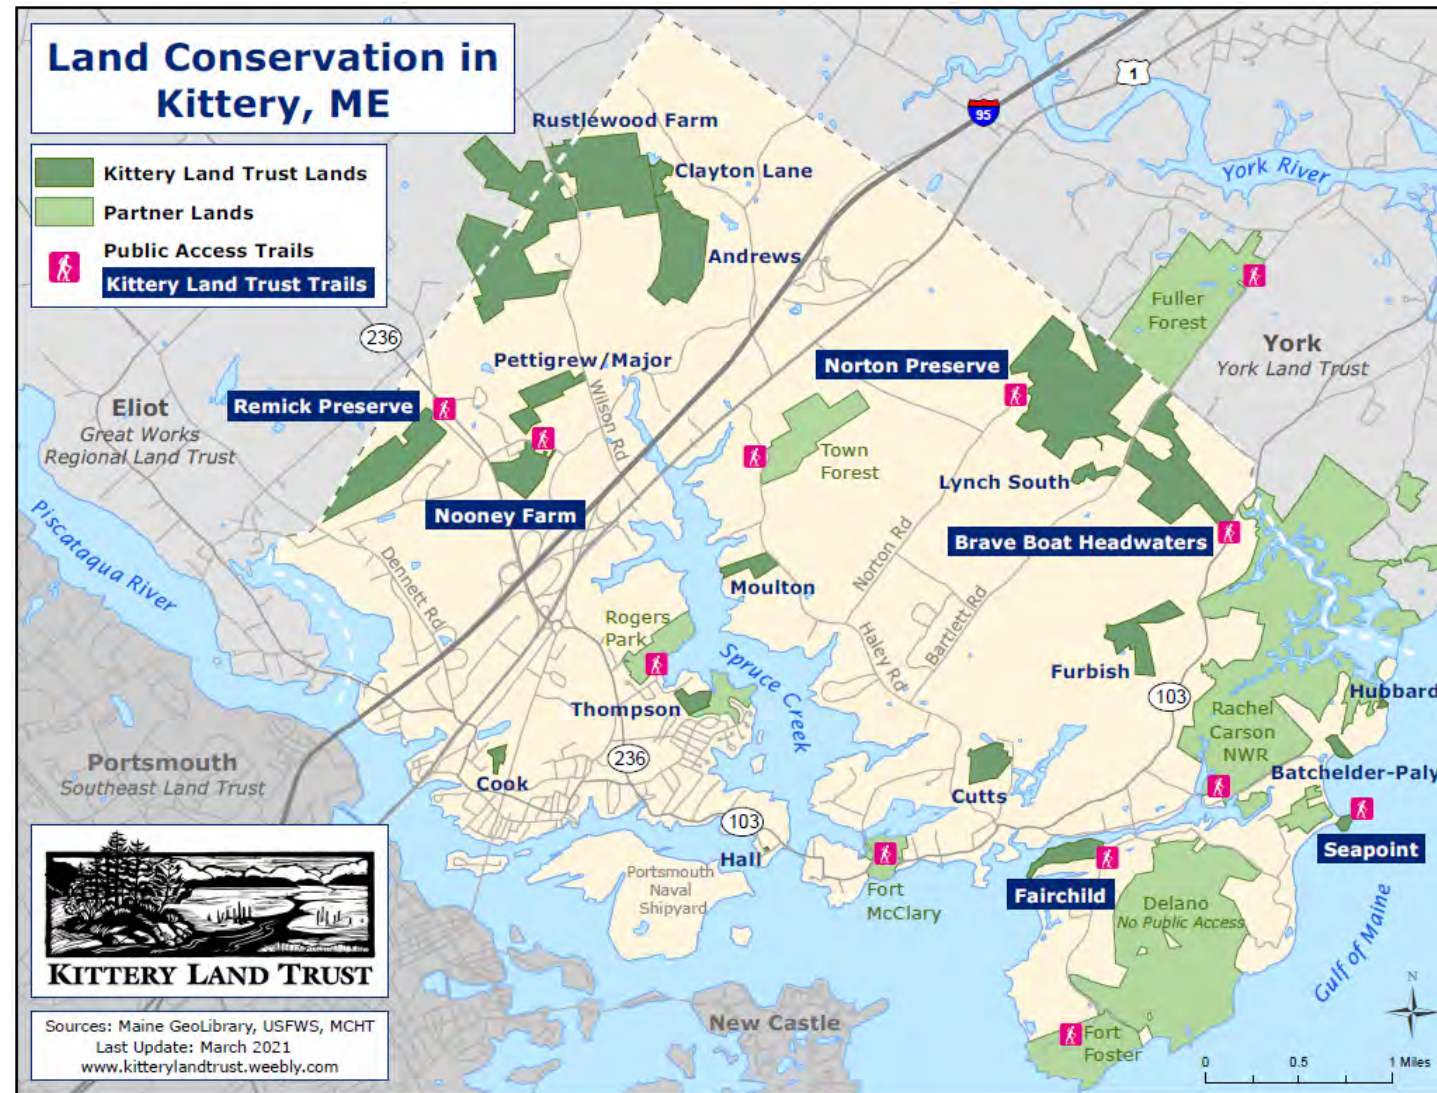 Land Conservation in
Kittery, ME
Kittery Land Trust Lands
Partner Lands
Public Access Trails
Kittery Land Trust Trails
Rustlewood Farm
Clayton Lane
Andrews
95
1
York River
236
Pettigrew/Major
Wilson Rd
Remick Preserve
Eliot
Great Works
Regional Land Trust
Nooney Farm
Norton Preserve
Fuller
Forest
York
York Land Trust
Town
Forest
Lynch South
Brave Boat Headwaters
Piscataqua River
Dennett Rd
Moulton
Norton Rd
Bartlett Rd
Haley Rd
Rogers
Park
Spruce Creek
Thompson
Furbish
103
Hubbard
Rachel
Carson
NWR
Batchelder-Paly
Portsmouth
Southeast Land Trust
Cook
236
Cutts
103
Hall
Portsmouth
Naval
Shipyard
Fort
McClary
Fairchild
Seapoint
Delano
No Public Access
Gulf of Maine
Fort
Foster
New Castle
KITTERY LAND TRUST
Sources: Maine GeoLibrary, USFWS, MCHT
Last Update: March 2021
www.kitterylandtrust.weebly.com
N
0 0.5 1 Miles